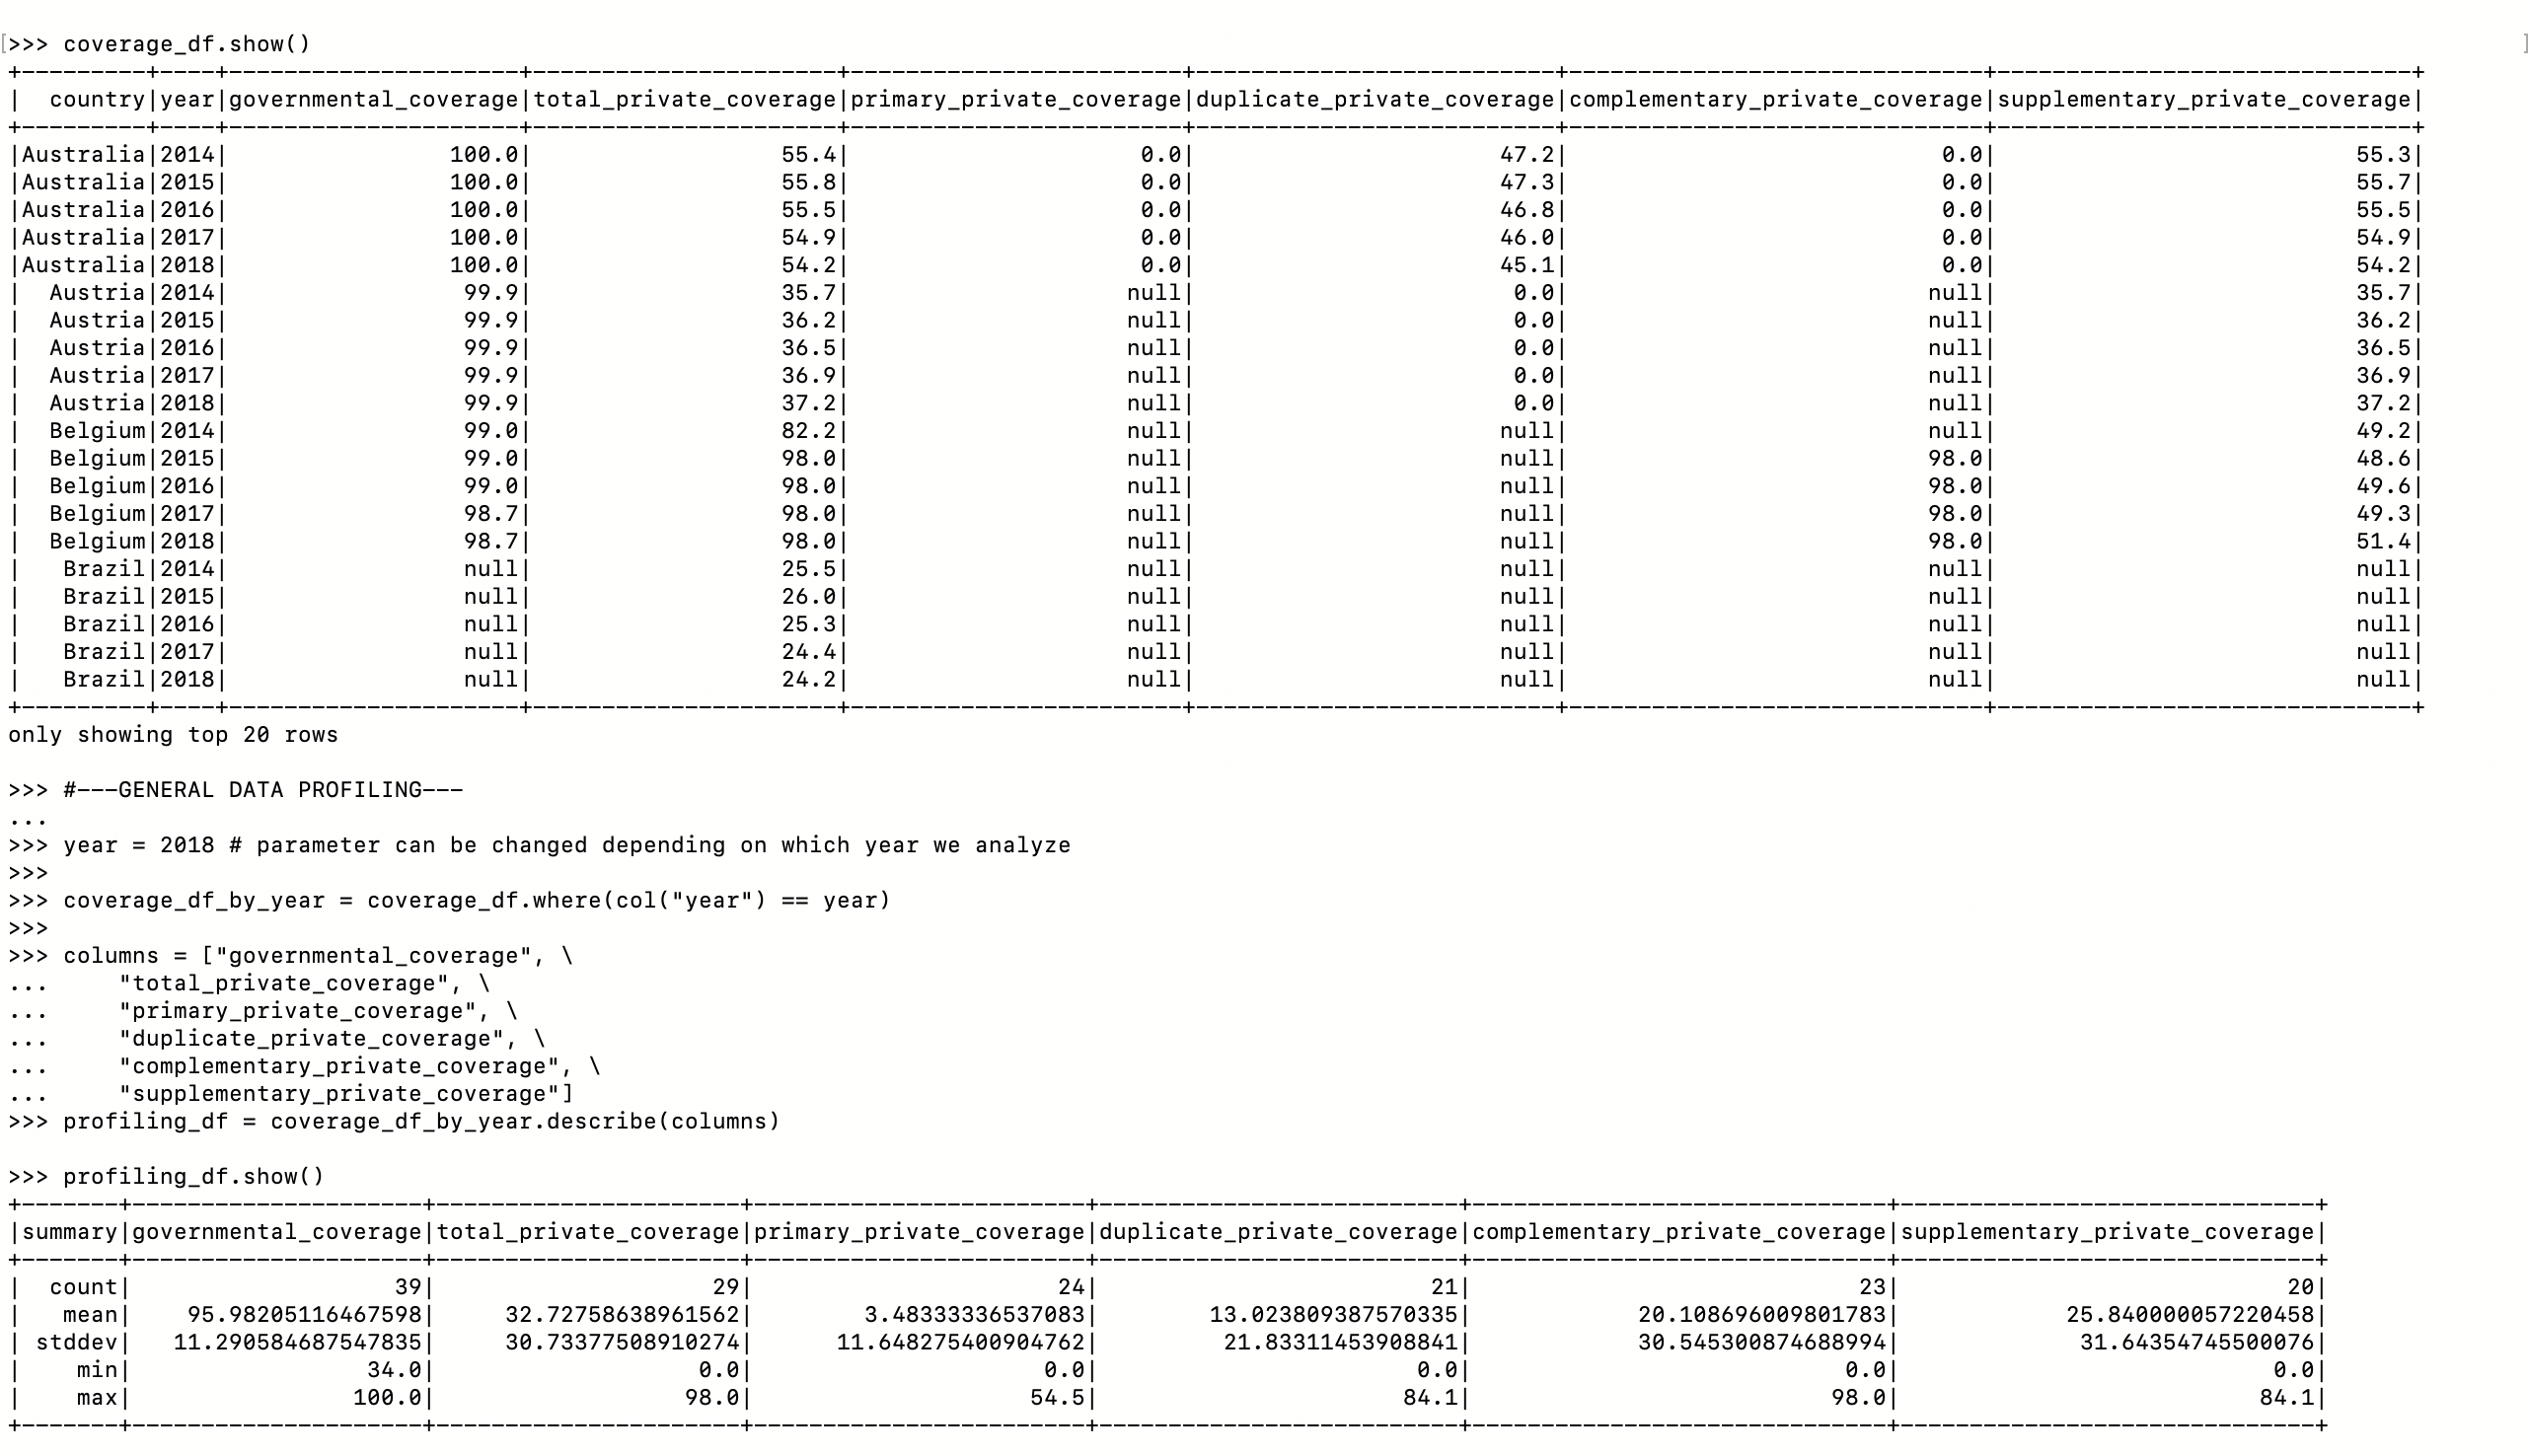 >>> coverage_df.show()
+---------+----+---------------------+----------------------+------------------------+--------------------------+------------------------------+------------------------------+
|  country|year|governmental_coverage|total_private_coverage|primary_private_coverage|duplicate_private_coverage|complementary_private_coverage|supplementary_private_coverage|
+---------+----+---------------------+----------------------+------------------------+--------------------------+------------------------------+------------------------------+
|Australia|2014|                100.0|                  55.4|                     0.0|                      47.2|                           0.0|                          55.3|
|Australia|2015|                100.0|                  55.8|                     0.0|                      47.3|                           0.0|                          55.7|
|Australia|2016|                100.0|                  55.5|                     0.0|                      46.8|                           0.0|                          55.5|
|Australia|2017|                100.0|                  54.9|                     0.0|                      46.0|                           0.0|                          54.9|
|Australia|2018|                100.0|                  54.2|                     0.0|                      45.1|                           0.0|                          54.2|
|  Austria|2014|                 99.9|                  35.7|                    null|                       0.0|                          null|                          35.7|
|  Austria|2015|                 99.9|                  36.2|                    null|                       0.0|                          null|                          36.2|
|  Austria|2016|                 99.9|                  36.5|                    null|                       0.0|                          null|                          36.5|
|  Austria|2017|                 99.9|                  36.9|                    null|                       0.0|                          null|                          36.9|
|  Austria|2018|                 99.9|                  37.2|                    null|                       0.0|                          null|                          37.2|
|  Belgium|2014|                 99.0|                  82.2|                    null|                      null|                          null|                          49.2|
|  Belgium|2015|                 99.0|                  98.0|                    null|                      null|                          98.0|                          48.6|
|  Belgium|2016|                 99.0|                  98.0|                    null|                      null|                          98.0|                          49.6|
|  Belgium|2017|                 98.7|                  98.0|                    null|                      null|                          98.0|                          49.3|
|  Belgium|2018|                 98.7|                  98.0|                    null|                      null|                          98.0|                          51.4|
|   Brazil|2014|                 null|                  25.5|                    null|                      null|                          null|                          null|
|   Brazil|2015|                 null|                  26.0|                    null|                      null|                          null|                          null|
|   Brazil|2016|                 null|                  25.3|                    null|                      null|                          null|                          null|
|   Brazil|2017|                 null|                  24.4|                    null|                      null|                          null|                          null|
|   Brazil|2018|                 null|                  24.2|                    null|                      null|                          null|                          null|
+---------+----+---------------------+----------------------+------------------------+--------------------------+------------------------------+------------------------------+
only showing top 20 rows
>>> #---GENERAL DATA PROFILING---
...
>>> year = 2018 # parameter can be changed depending on which year we analyze
>>>
>>> coverage_df_by_year = coverage_df.where(col("year") == year)
>>>
>>> columns = ["governmental_coverage", \
...     "total_private_coverage", \
...     "primary_private_coverage", \
...     "duplicate_private_coverage", \
...     "complementary_private_coverage", \
...     "supplementary_private_coverage"]
>>> profiling_df = coverage_df_by_year.describe(columns)
>>> profiling_df.show()
+-------+---------------------+----------------------+------------------------+--------------------------+------------------------------+------------------------------+
|summary|governmental_coverage|total_private_coverage|primary_private_coverage|duplicate_private_coverage|complementary_private_coverage|supplementary_private_coverage|
+-------+---------------------+----------------------+------------------------+--------------------------+------------------------------+------------------------------+
|  count|                   39|                    29|                      24|                        21|                            23|                            20|
|   mean|    95.98205116467598|     32.72758638961562|        3.48333336537083|        13.023809387570335|            20.108696009801783|            25.840000057220458|
| stddev|   11.290584687547835|     30.73377508910274|      11.648275400904762|         21.83311453908841|            30.545300874688994|             31.64354745500076|
|    min|                 34.0|                   0.0|                     0.0|                       0.0|                           0.0|                           0.0|
|    max|                100.0|                  98.0|                    54.5|                      84.1|                          98.0|                          84.1|
+-------+---------------------+----------------------+------------------------+--------------------------+------------------------------+------------------------------+